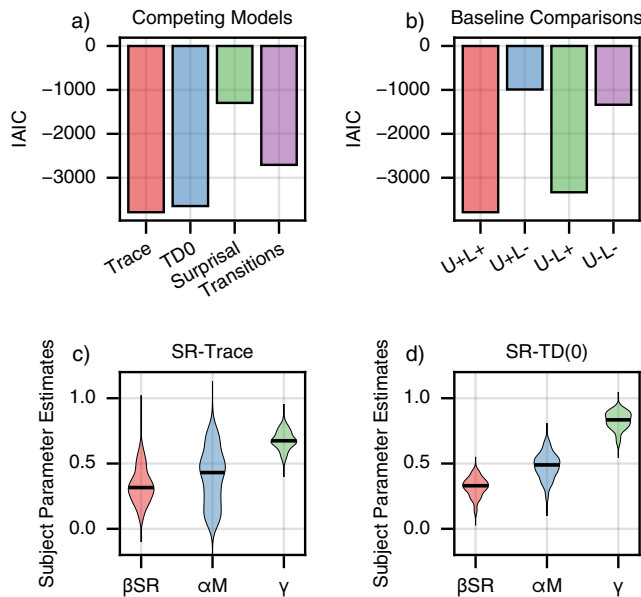 a) Competing Models
0
−1000
−2000
−3000
IAIC
Trace
TD0
Surprisal
Transitions
b) Baseline Comparisons
0
−1000
−2000
−3000
IAIC
U+L+
U+L-
U-L+
U-L-
c) SR-Trace
1.0
0.5
0.0
Subject Parameter Estimates
βSR αM γ
d) SR-TD(0)
1.0
0.5
0.0
Subject Parameter Estimates
βSR αM γ